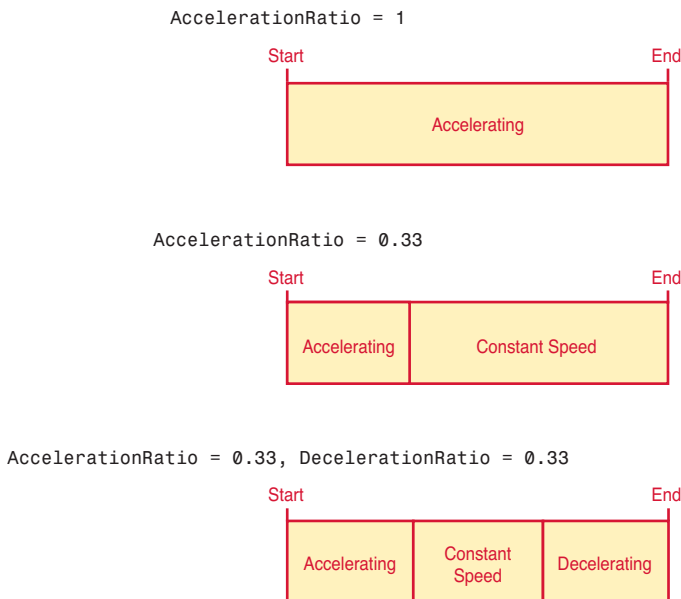 AccelerationRatio = 1
Start End
Accelerating
AccelerationRatio = 0.33
Start End
Accelerating Constant Speed
AccelerationRatio = 0.33, DecelerationRatio = 0.33
Start End
Accelerating Constant Decelerating
Speed